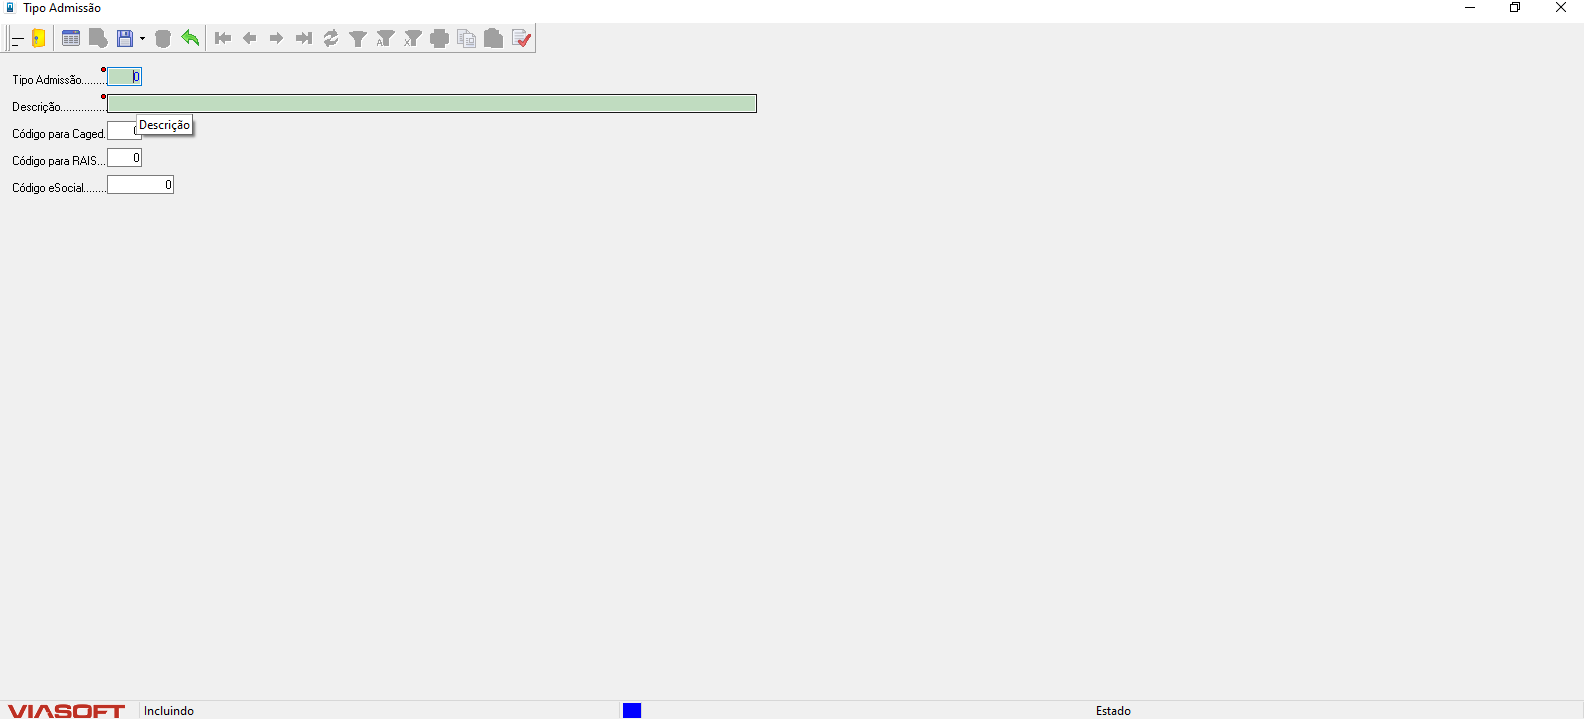 Tipo Admissão
Tipo Admissão......... 0
Descrição...............
Descrição
Código para Caged.
Código para RAIS... 0
Código eSocial........ 0
VIASOFT Incluindo Estado